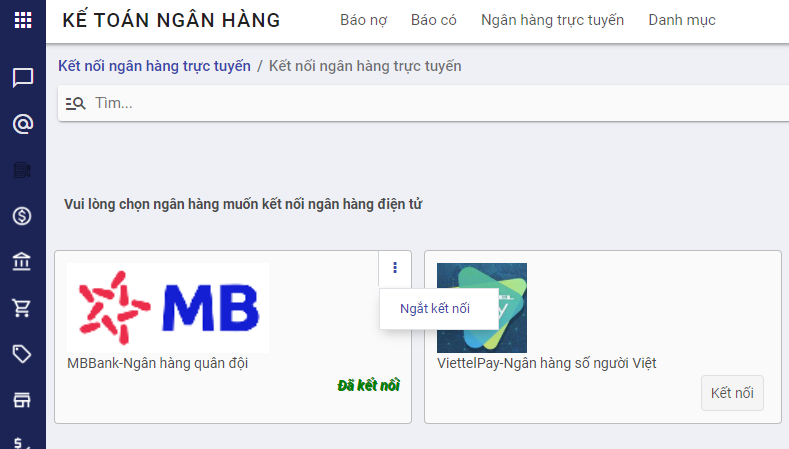 KẾ TOÁN NGÂN HÀNG
Báo nợ Báo có Ngân hàng trực tuyến Danh mục
Kết nối ngân hàng trực tuyến / Kết nối ngân hàng trực tuyến
Tìm...
Vui lòng chọn ngân hàng muốn kết nối ngân hàng điện tử
MB
Ngắt kết nối
MBBank-Ngân hàng quân đội
Đã kết nối
ViettelPay-Ngân hàng số người Việt
Kết nối